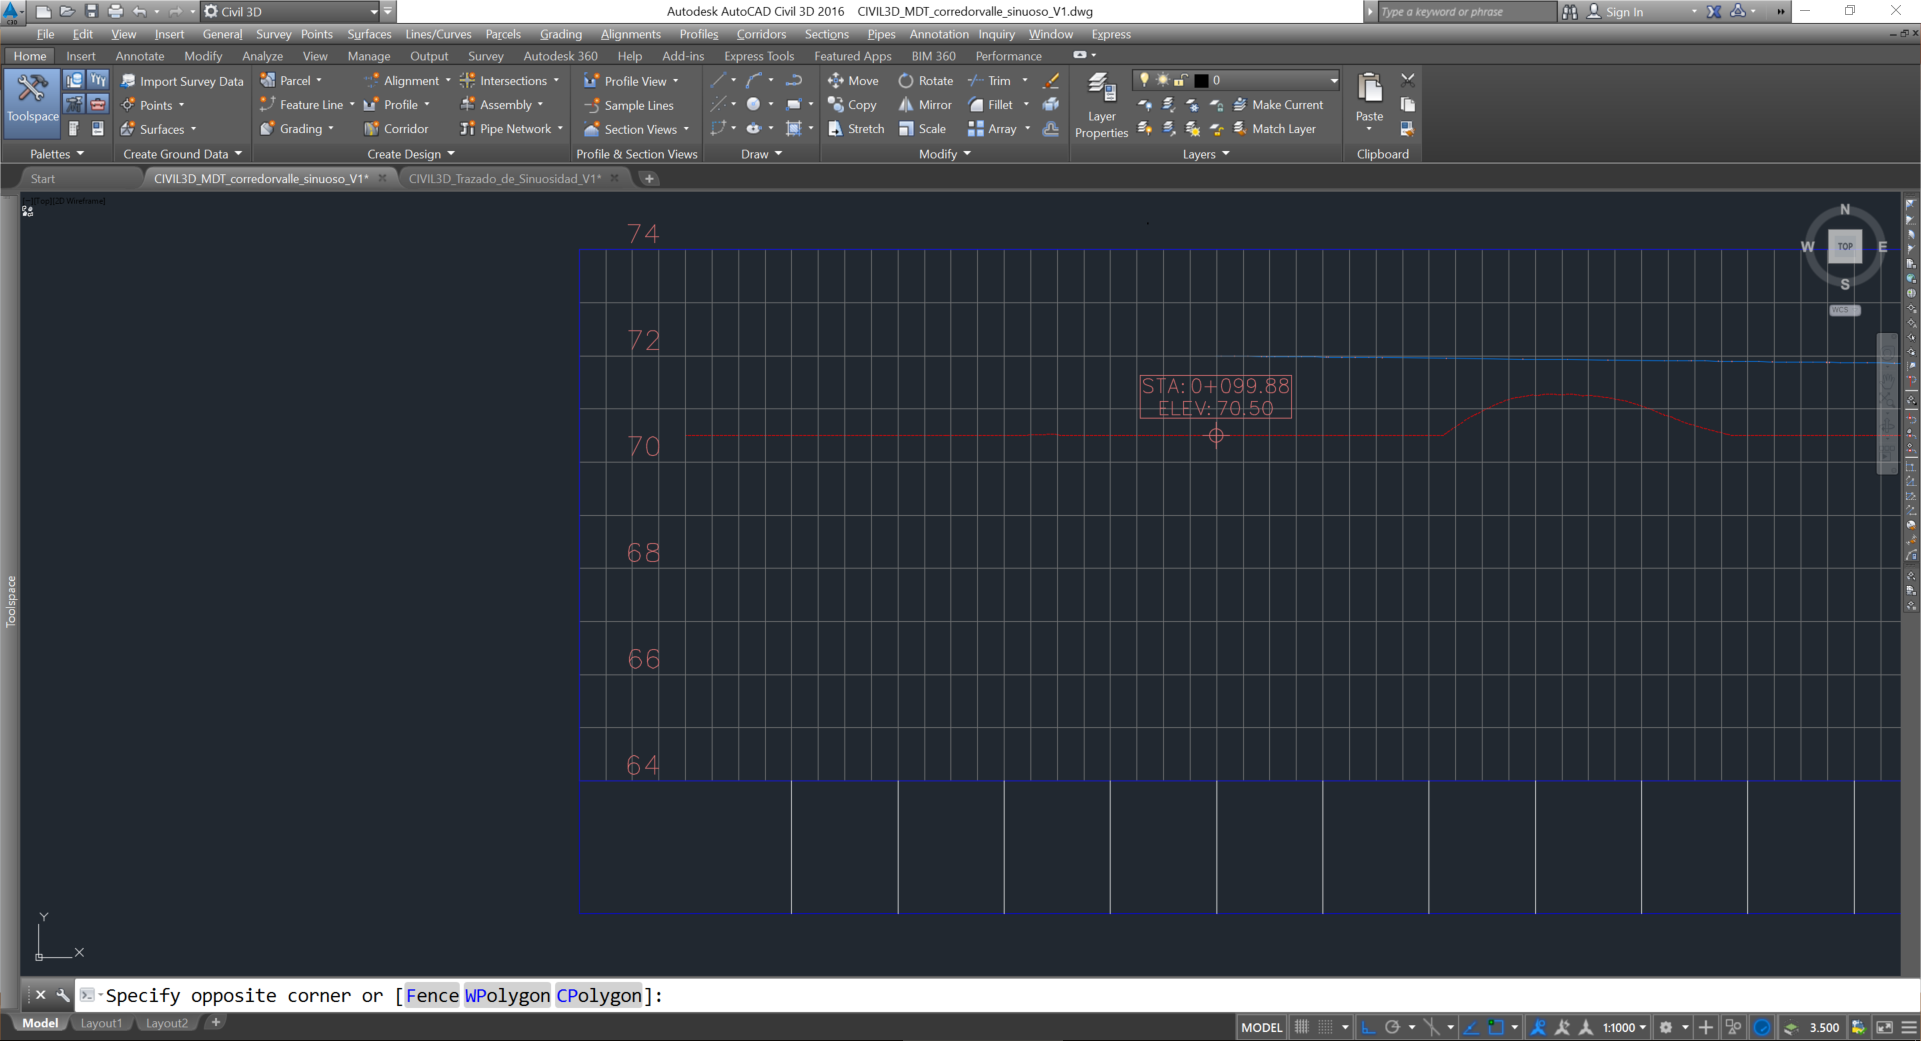 Civil 3D
Autodesk AutoCAD Civil 3D 2016 CIVIL3D_MDT_corredorvalle_sinuoso_V1.dwg
Type a keyword or phrase
Sign In
File Edit View Insert General Survey Points Surfaces Lines/Curves Parcels Grading Alignments Profiles Corridors Sections Pipes Annotation Inquiry Window Express
Home Insert Annotate Modify Analyze View Manage Output Survey Autodesk 360 Help Add-ins Express Tools Featured Apps BIM 360 Performance
Import Survey Data Parcel Alignment Intersections Profile View Move Rotate Trim 0
Toolspace Points Feature Line Profile Assembly Sample Lines Copy Mirror Fillet Layer Properties Make Current Paste
Surfaces Grading Corridor Pipe Network Section Views Stretch Scale Array Match Layer
Palettes Create Ground Data Create Design Profile & Section Views Draw Modify Layers Clipboard
Start CIVIL3D_MDT_corredorvalle_sinuoso_V1* CIVIL3D_Trazado_de_Sinuosidad_V1*
[−][Top][2D Wireframe]
74
N
W TOP E
S
WCS
72
STA: 0+099.88
ELEV: 70.50
70
68
Toolspace
66
64
Y
X
Specify opposite corner or [Fence WPolygon CPolygon]:
Model Layout1 Layout2
MODEL 1:1000 3.500